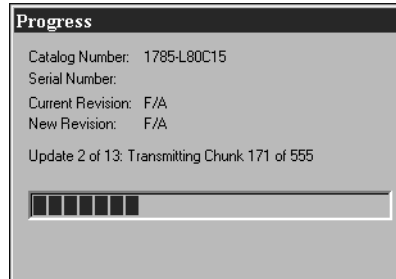 Progress
Catalog Number: 1785-L80C15
Serial Number:
Current Revision: F/A
New Revision: F/A
Update 2 of 13: Transmitting Chunk 171 of 555